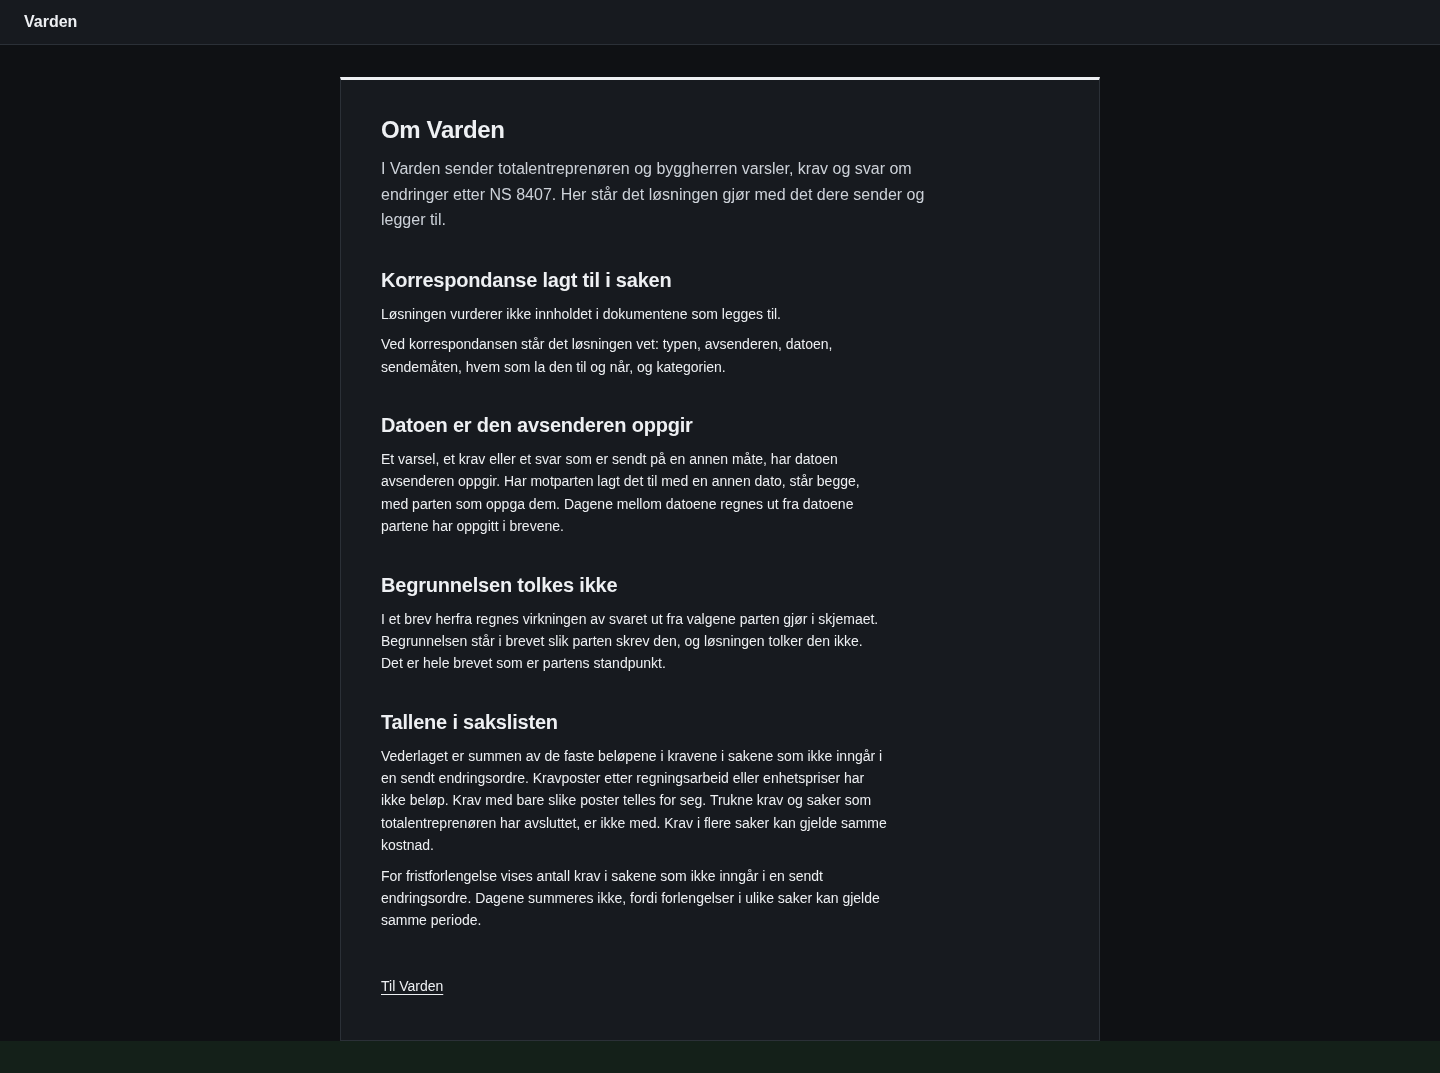 Varden
Om Varden
I Varden sender totalentreprenøren og byggherren varsler, krav og svar om
endringer etter NS 8407. Her står det løsningen gjør med det dere sender og
legger til.
Korrespondanse lagt til i saken
Løsningen vurderer ikke innholdet i dokumentene som legges til.
Ved korrespondansen står det løsningen vet: typen, avsenderen, datoen,
sendemåten, hvem som la den til og når, og kategorien.
Datoen er den avsenderen oppgir
Et varsel, et krav eller et svar som er sendt på en annen måte, har datoen
avsenderen oppgir. Har motparten lagt det til med en annen dato, står begge,
med parten som oppga dem. Dagene mellom datoene regnes ut fra datoene
partene har oppgitt i brevene.
Begrunnelsen tolkes ikke
I et brev herfra regnes virkningen av svaret ut fra valgene parten gjør i skjemaet.
Begrunnelsen står i brevet slik parten skrev den, og løsningen tolker den ikke.
Det er hele brevet som er partens standpunkt.
Tallene i sakslisten
Vederlaget er summen av de faste beløpene i kravene i sakene som ikke inngår i
en sendt endringsordre. Kravposter etter regningsarbeid eller enhetspriser har
ikke beløp. Krav med bare slike poster telles for seg. Trukne krav og saker som
totalentreprenøren har avsluttet, er ikke med. Krav i flere saker kan gjelde samme
kostnad.
For fristforlengelse vises antall krav i sakene som ikke inngår i en sendt
endringsordre. Dagene summeres ikke, fordi forlengelser i ulike saker kan gjelde
samme periode.
Til Varden